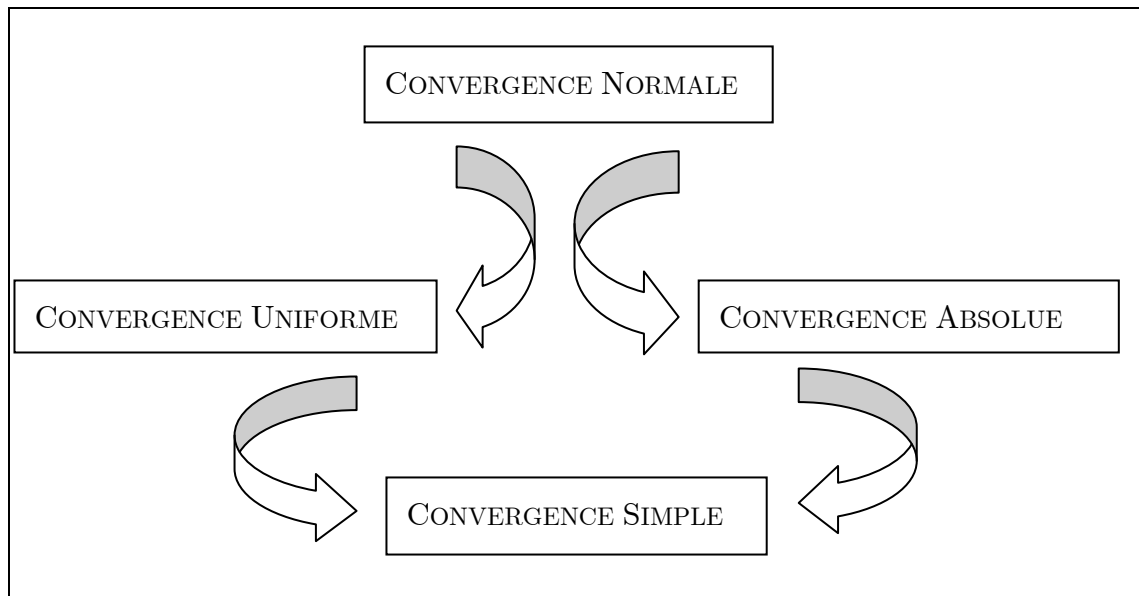 CONVERGENCE NORMALE
CONVERGENCE UNIFORME
CONVERGENCE ABSOLUE
CONVERGENCE SIMPLE